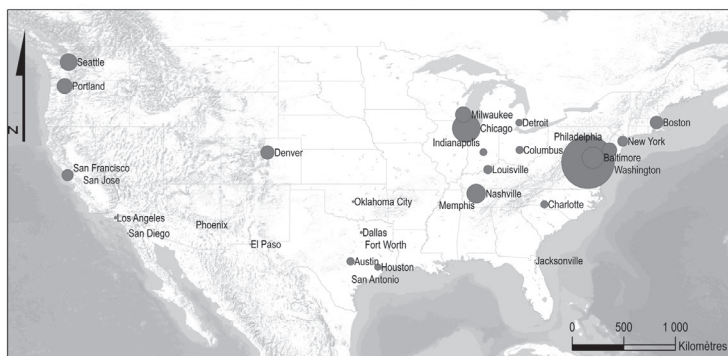 Seattle
Portland
N
San Francisco
San Jose
Los Angeles
San Diego
Phoenix
El Paso
Denver
Oklahoma City
Dallas
Fort Worth
Austin
Houston
San Antonio
Milwaukee
Chicago
Indianapolis
Detroit
Columbus
Louisville
Nashville
Memphis
Charlotte
Jacksonville
Philadelphia
Boston
New York
Baltimore
Washington
0 500 1 000
Kilomètres